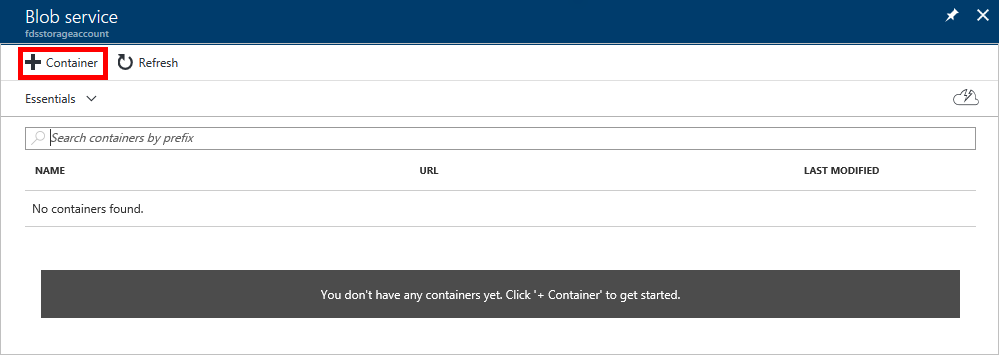 Blob service
fdsstorageaccount
Container Refresh
Essentials
Search containers by prefix
NAME URL LAST MODIFIED
No containers found.
You don't have any containers yet. Click '+ Container' to get started.